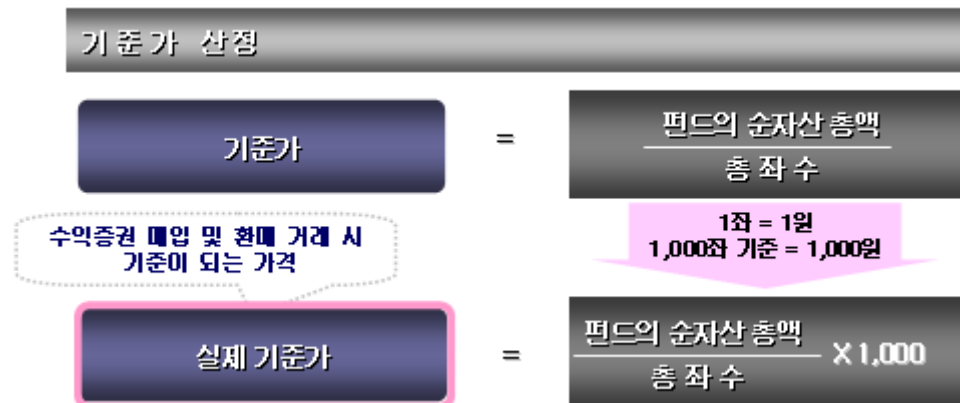 기준가 산정
기준가
=
펀드의 순자산 총액
총 좌 수
수익증권 매입 및 환매 거래 시
기준이 되는 가격
1좌 = 1원
1,000좌 기준 = 1,000원
실제 기준가
=
펀드의 순자산 총액
총 좌 수
X 1,000